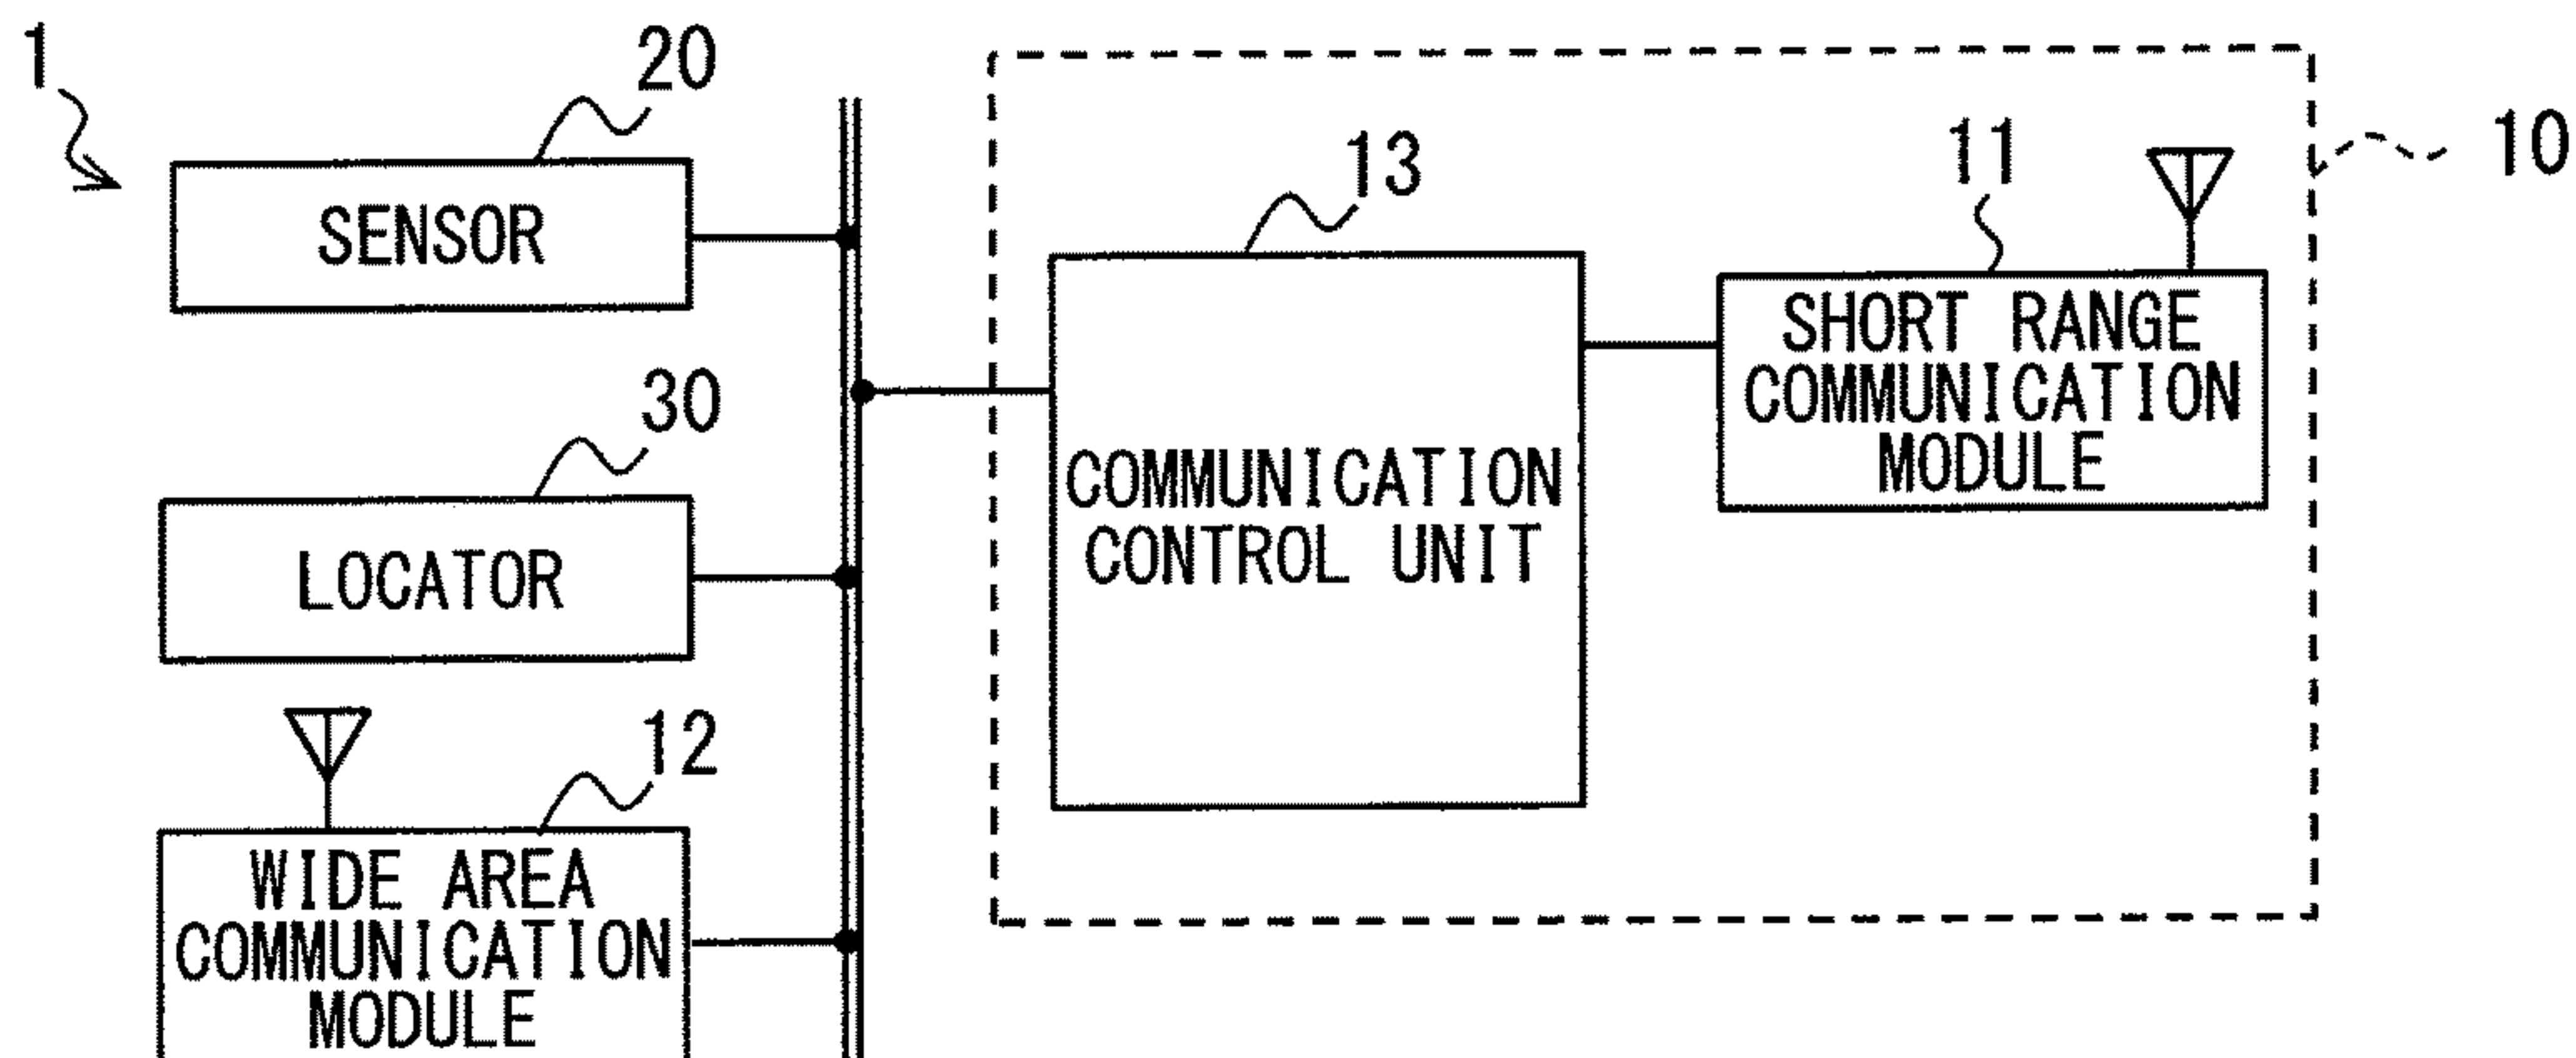 1
20
SENSOR
30
LOCATOR
12
WIDE AREA
COMMUNICATION
MODULE
13
COMMUNICATION
CONTROL UNIT
11
SHORT RANGE
COMMUNICATION
MODULE
10